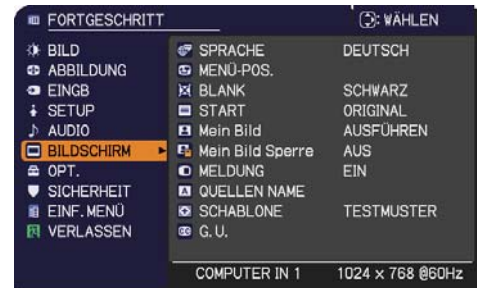 FORTGESCHRITT : WÄHLEN
BILD
ABBILDUNG
EINGB
SETUP
AUDIO
BILDSCHIRM
OPT.
SICHERHEIT
EINF. MENÜ
VERLASSEN
SPRACHE DEUTSCH
MENÜ-POS.
BLANK SCHWARZ
START ORIGINAL
Mein Bild AUSFÜHREN
Mein Bild Sperre AUS
MELDUNG EIN
QUELLEN NAME
SCHABLONE TESTMUSTER
G.U.
COMPUTER IN 1 1024 x 768 @60Hz